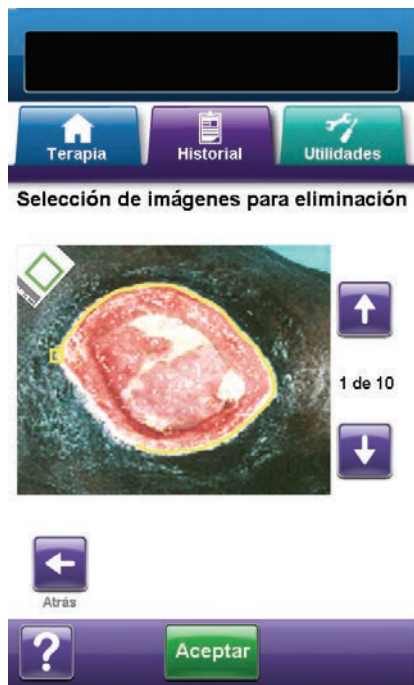 Terapia
Historial
Utilidades
Selección de imágenes para eliminación
1 de 10
Atrás
?
Aceptar